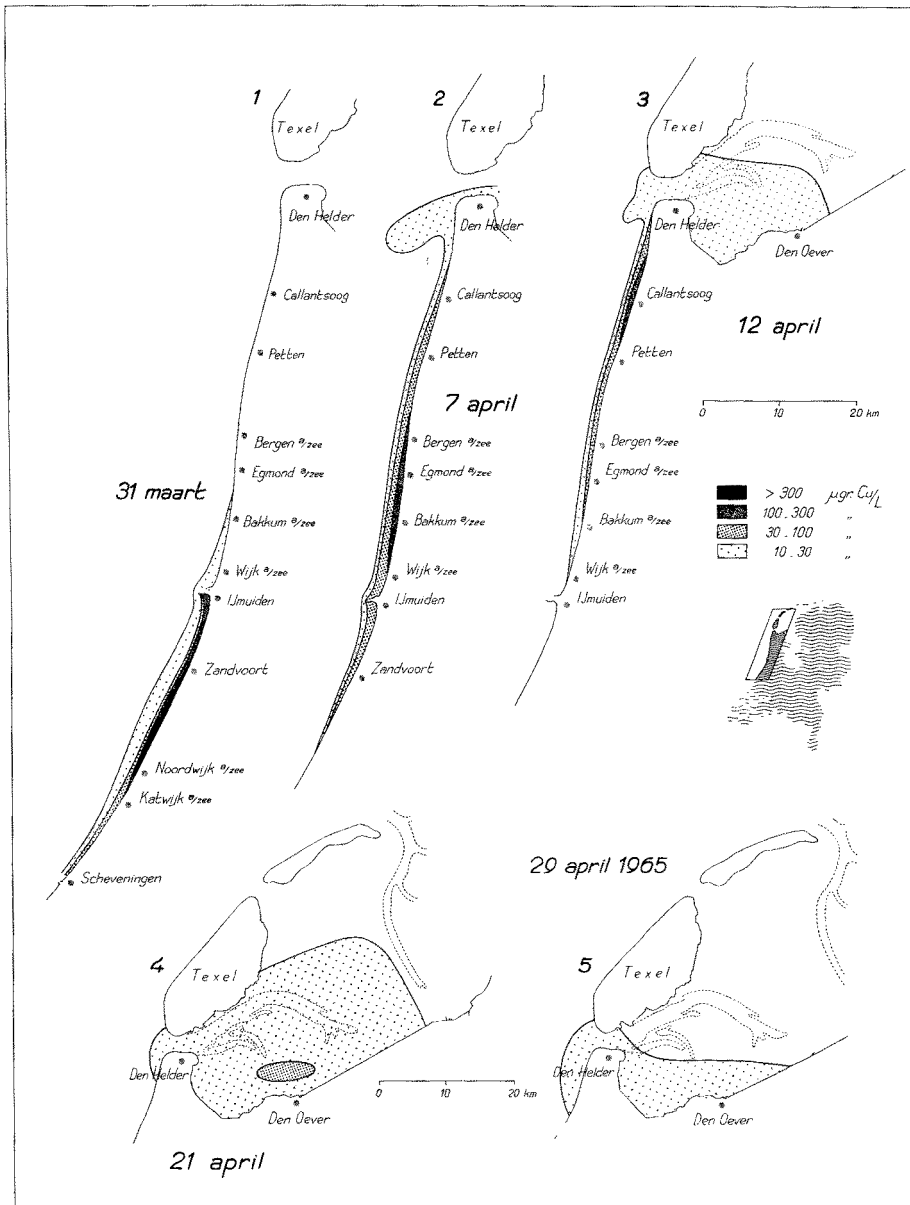 1
Texel
Den Helder
Callantsoog
Petten
Bergen a/zee
Egmond a/zee
31 maart
Bakkum a/zee
Wijk a/zee
IJmuiden
Zandvoort
Noordwijk a/zee
Katwijk a/zee
Scheveningen
2
Texel
Den Helder
Callantsoog
Petten
7 april
Bergen a/zee
Egmond a/zee
Bakkum a/zee
Wijk a/zee
IJmuiden
Zandvoort
3
Texel
Den Helder
Den Oever
Callantsoog
12 april
Petten
Bergen a/zee
Egmond a/zee
Bakkum a/zee
Wijk a/zee
IJmuiden
0 10 20 km
> 300 µgr. Cu/L
100.300 „
30.100 „
10.30 „
4
Texel
Den Helder
Den Oever
0 10 20 km
21 april
29 april 1965
5
Texel
Den Helder
Den Oever